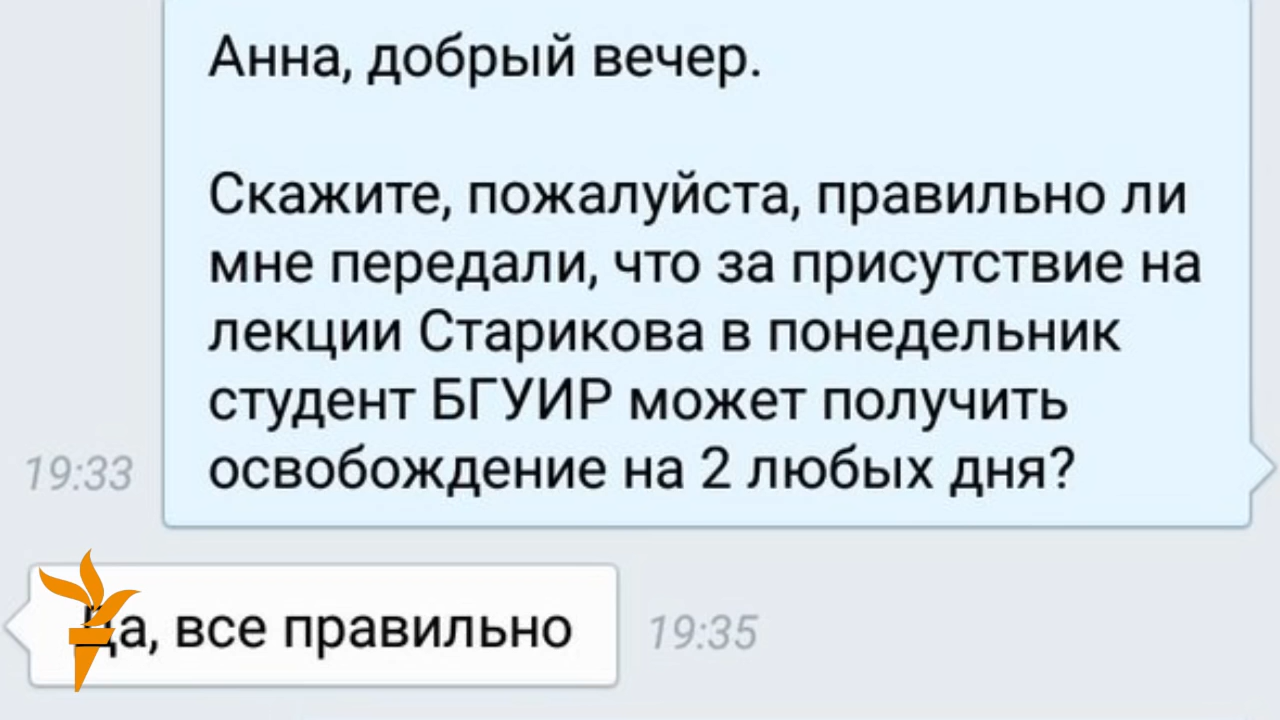 Анна, добрый вечер.
Скажите, пожалуйста, правильно ли
мне передали, что за присутствие на
лекции Старикова в понедельник
студент БГУИР может получить
19:33 освобождение на 2 любых дня?
Да, все правильно 19:35